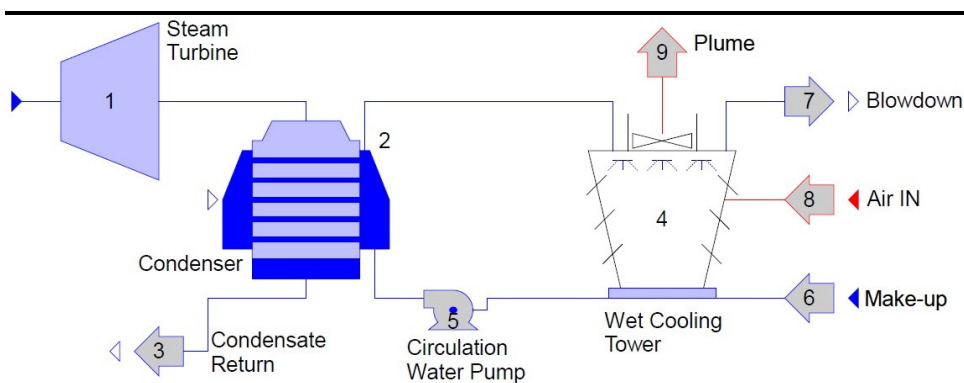 Steam
Turbine
1
2
Condenser
3
Condensate
Return
5
Circulation
Water Pump
9
Plume
7
Blowdown
4
8
Air IN
6
Make-up
Wet Cooling
Tower